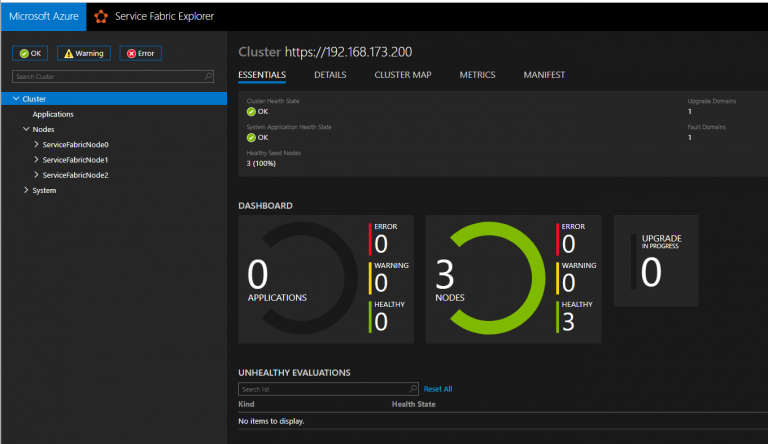 Microsoft Azure
Service Fabric Explorer
OK
Warning
Error
Search Cluster
Cluster
Applications
Nodes
ServiceFabricNode0
ServiceFabricNode1
ServiceFabricNode2
System
Cluster https://192.168.173.200
ESSENTIALS
DETAILS
CLUSTER MAP
METRICS
MANIFEST
Cluster Health State
OK
System Application Health State
OK
Healthy Seed Nodes
3 (100%)
Upgrade Domains
1
Fault Domains
1
DASHBOARD
0
APPLICATIONS
ERROR
0
WARNING
0
HEALTHY
0
3
NODES
ERROR
0
WARNING
0
HEALTHY
3
UPGRADE
IN PROGRESS
0
UNHEALTHY EVALUATIONS
Search list
Reset All
Kind
Health State
No items to display.